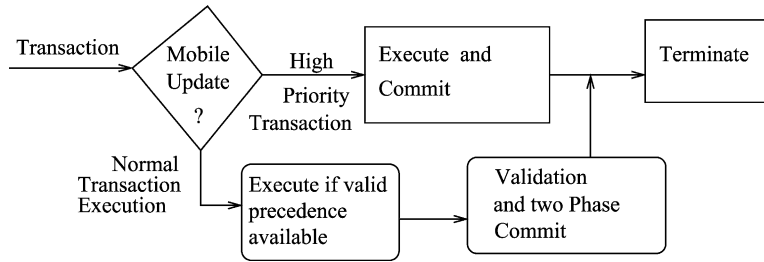 Transaction
Mobile
Update
?
High
Priority
Transaction
Execute and
Commit
Terminate
Normal
Transaction
Execution
Execute if valid
precedence
available
Validation
and two Phase
Commit